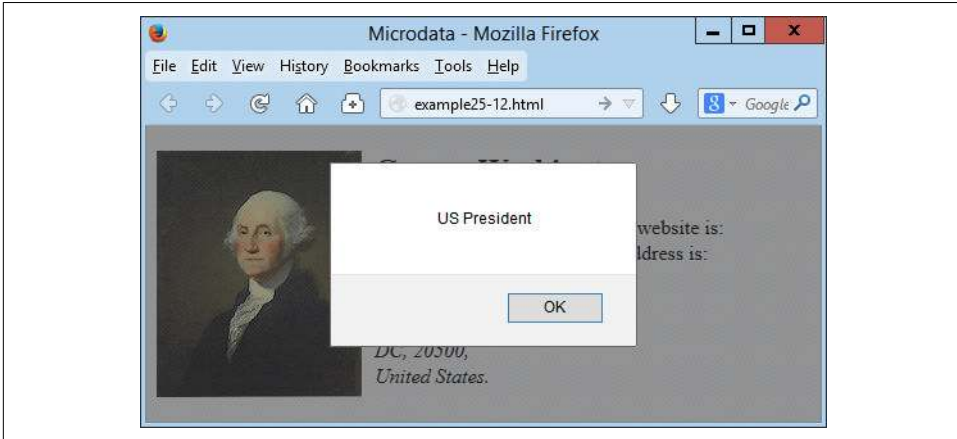 Microdata - Mozilla Firefox
File Edit View History Bookmarks Tools Help
example25-12.html
8 Google
US President
website is:
is:
OK
DC, 20500,
United States.